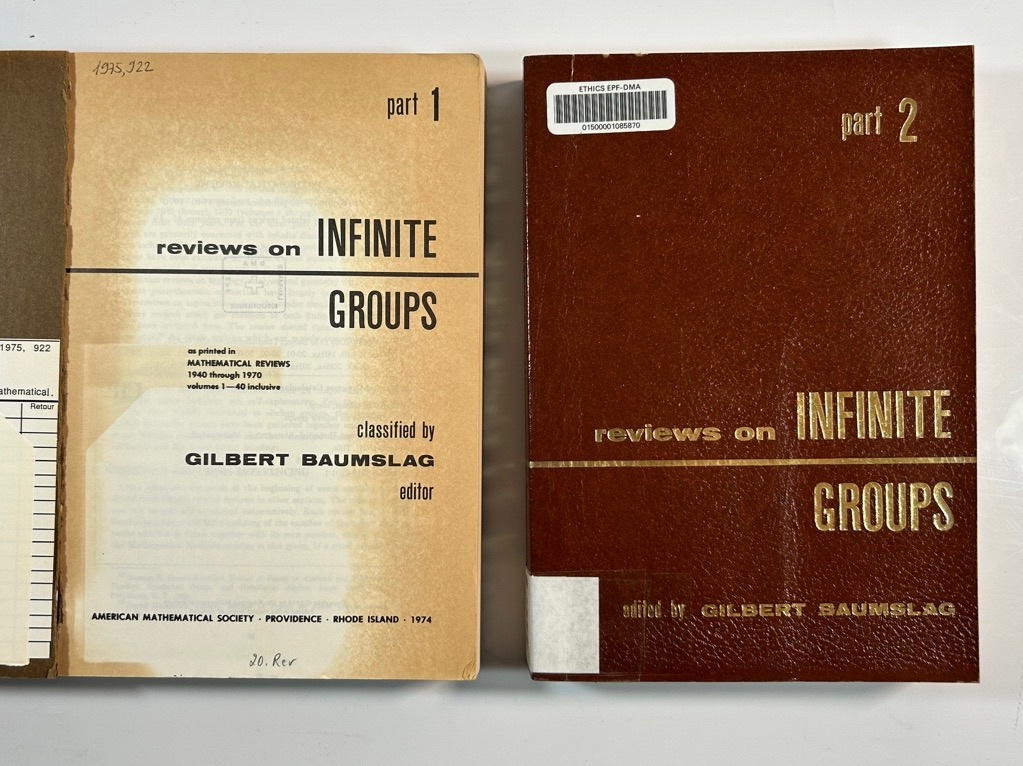 1975,922
part 1
reviews on INFINITE
GROUPS
as printed in
MATHEMATICAL REVIEWS
1940 through 1970
volumes 1—40 inclusive
classified by
GILBERT BAUMSLAG
editor
AMERICAN MATHEMATICAL SOCIETY · PROVIDENCE · RHODE ISLAND · 1974
20. Rev
1975, 922
athematical.
Retour
ETHICS EPF-DMA
01500001085870
part 2
reviews on INFINITE
GROUPS
edited by GILBERT BAUMSLAG